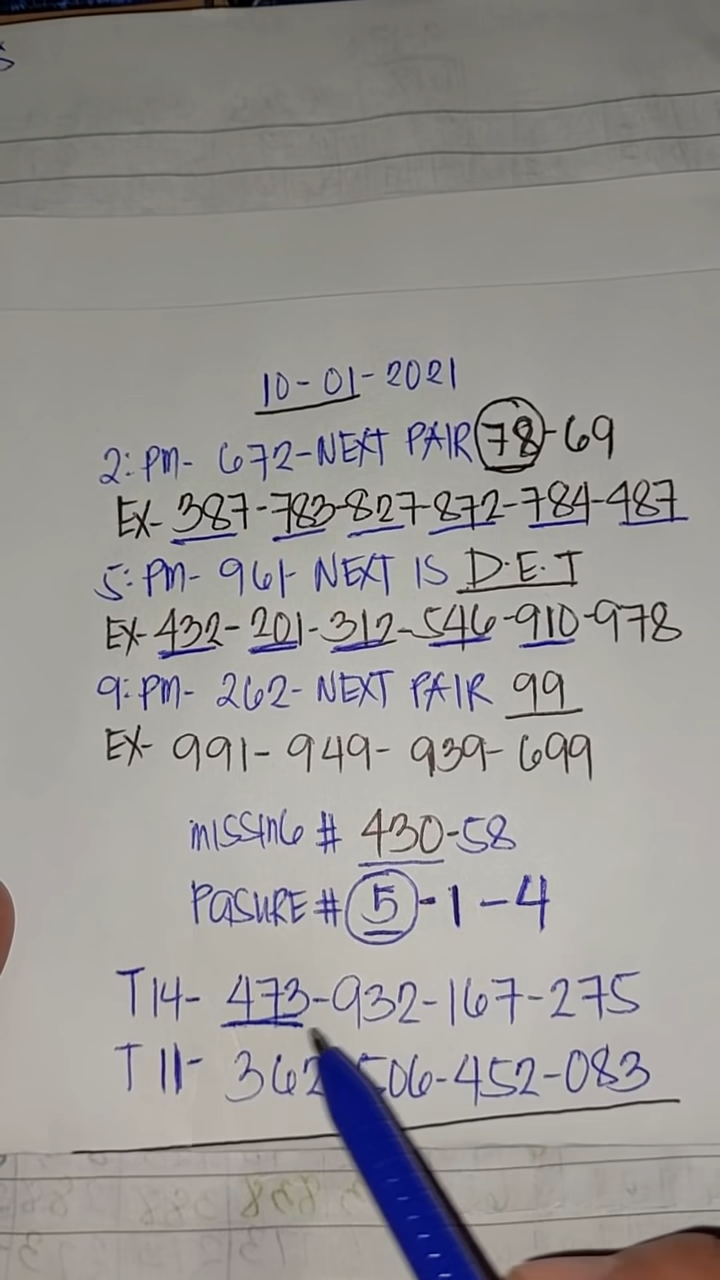 10-01-2021
2:PM- 672-NEXT PAIR 78-69
EX-387-783-827-872-784-487
5:PM- 961- NEXT IS D.E.T
EX-432-201-312-546-910-978
9:PM- 262- NEXT PAIR 99
EX- 991-949-939-699
MISSING # 430-58
PASURE # 5-1-4
T14- 473-932-167-275
T11- 362 506-452-083